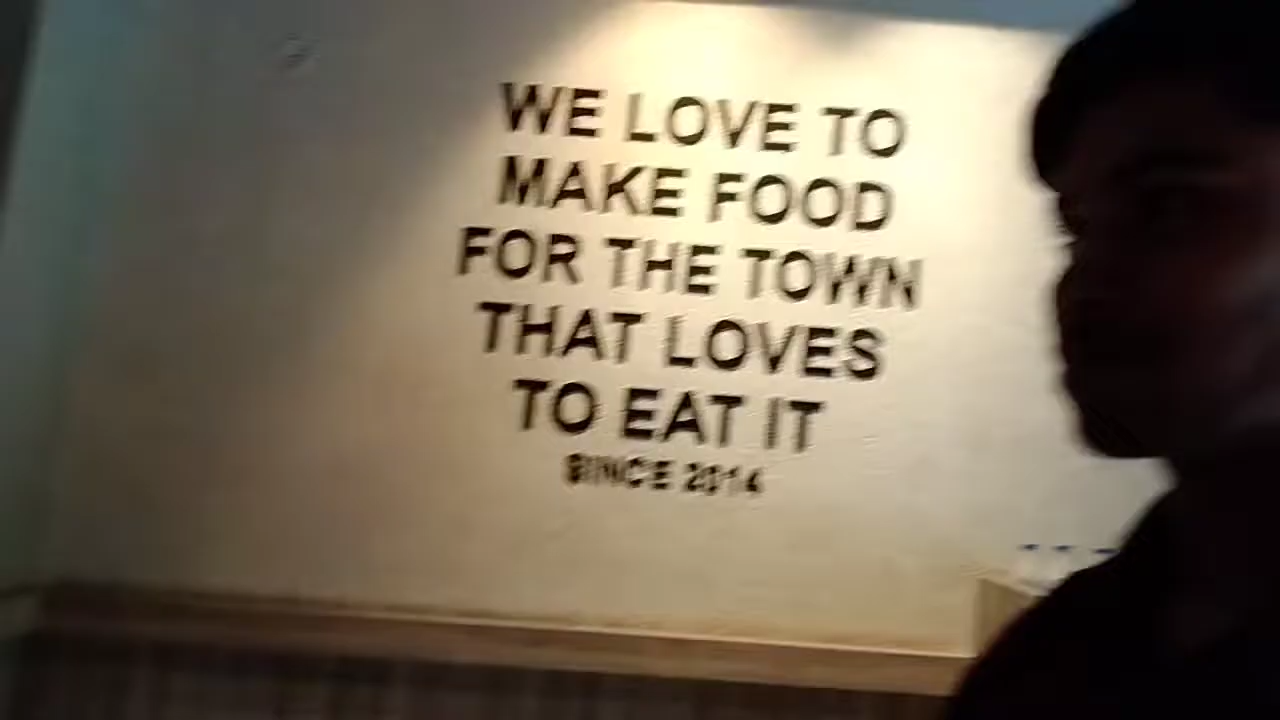 WE LOVE TO
MAKE FOOD
FOR THE TOWN
THAT LOVES
TO EAT IT
SINCE 2014